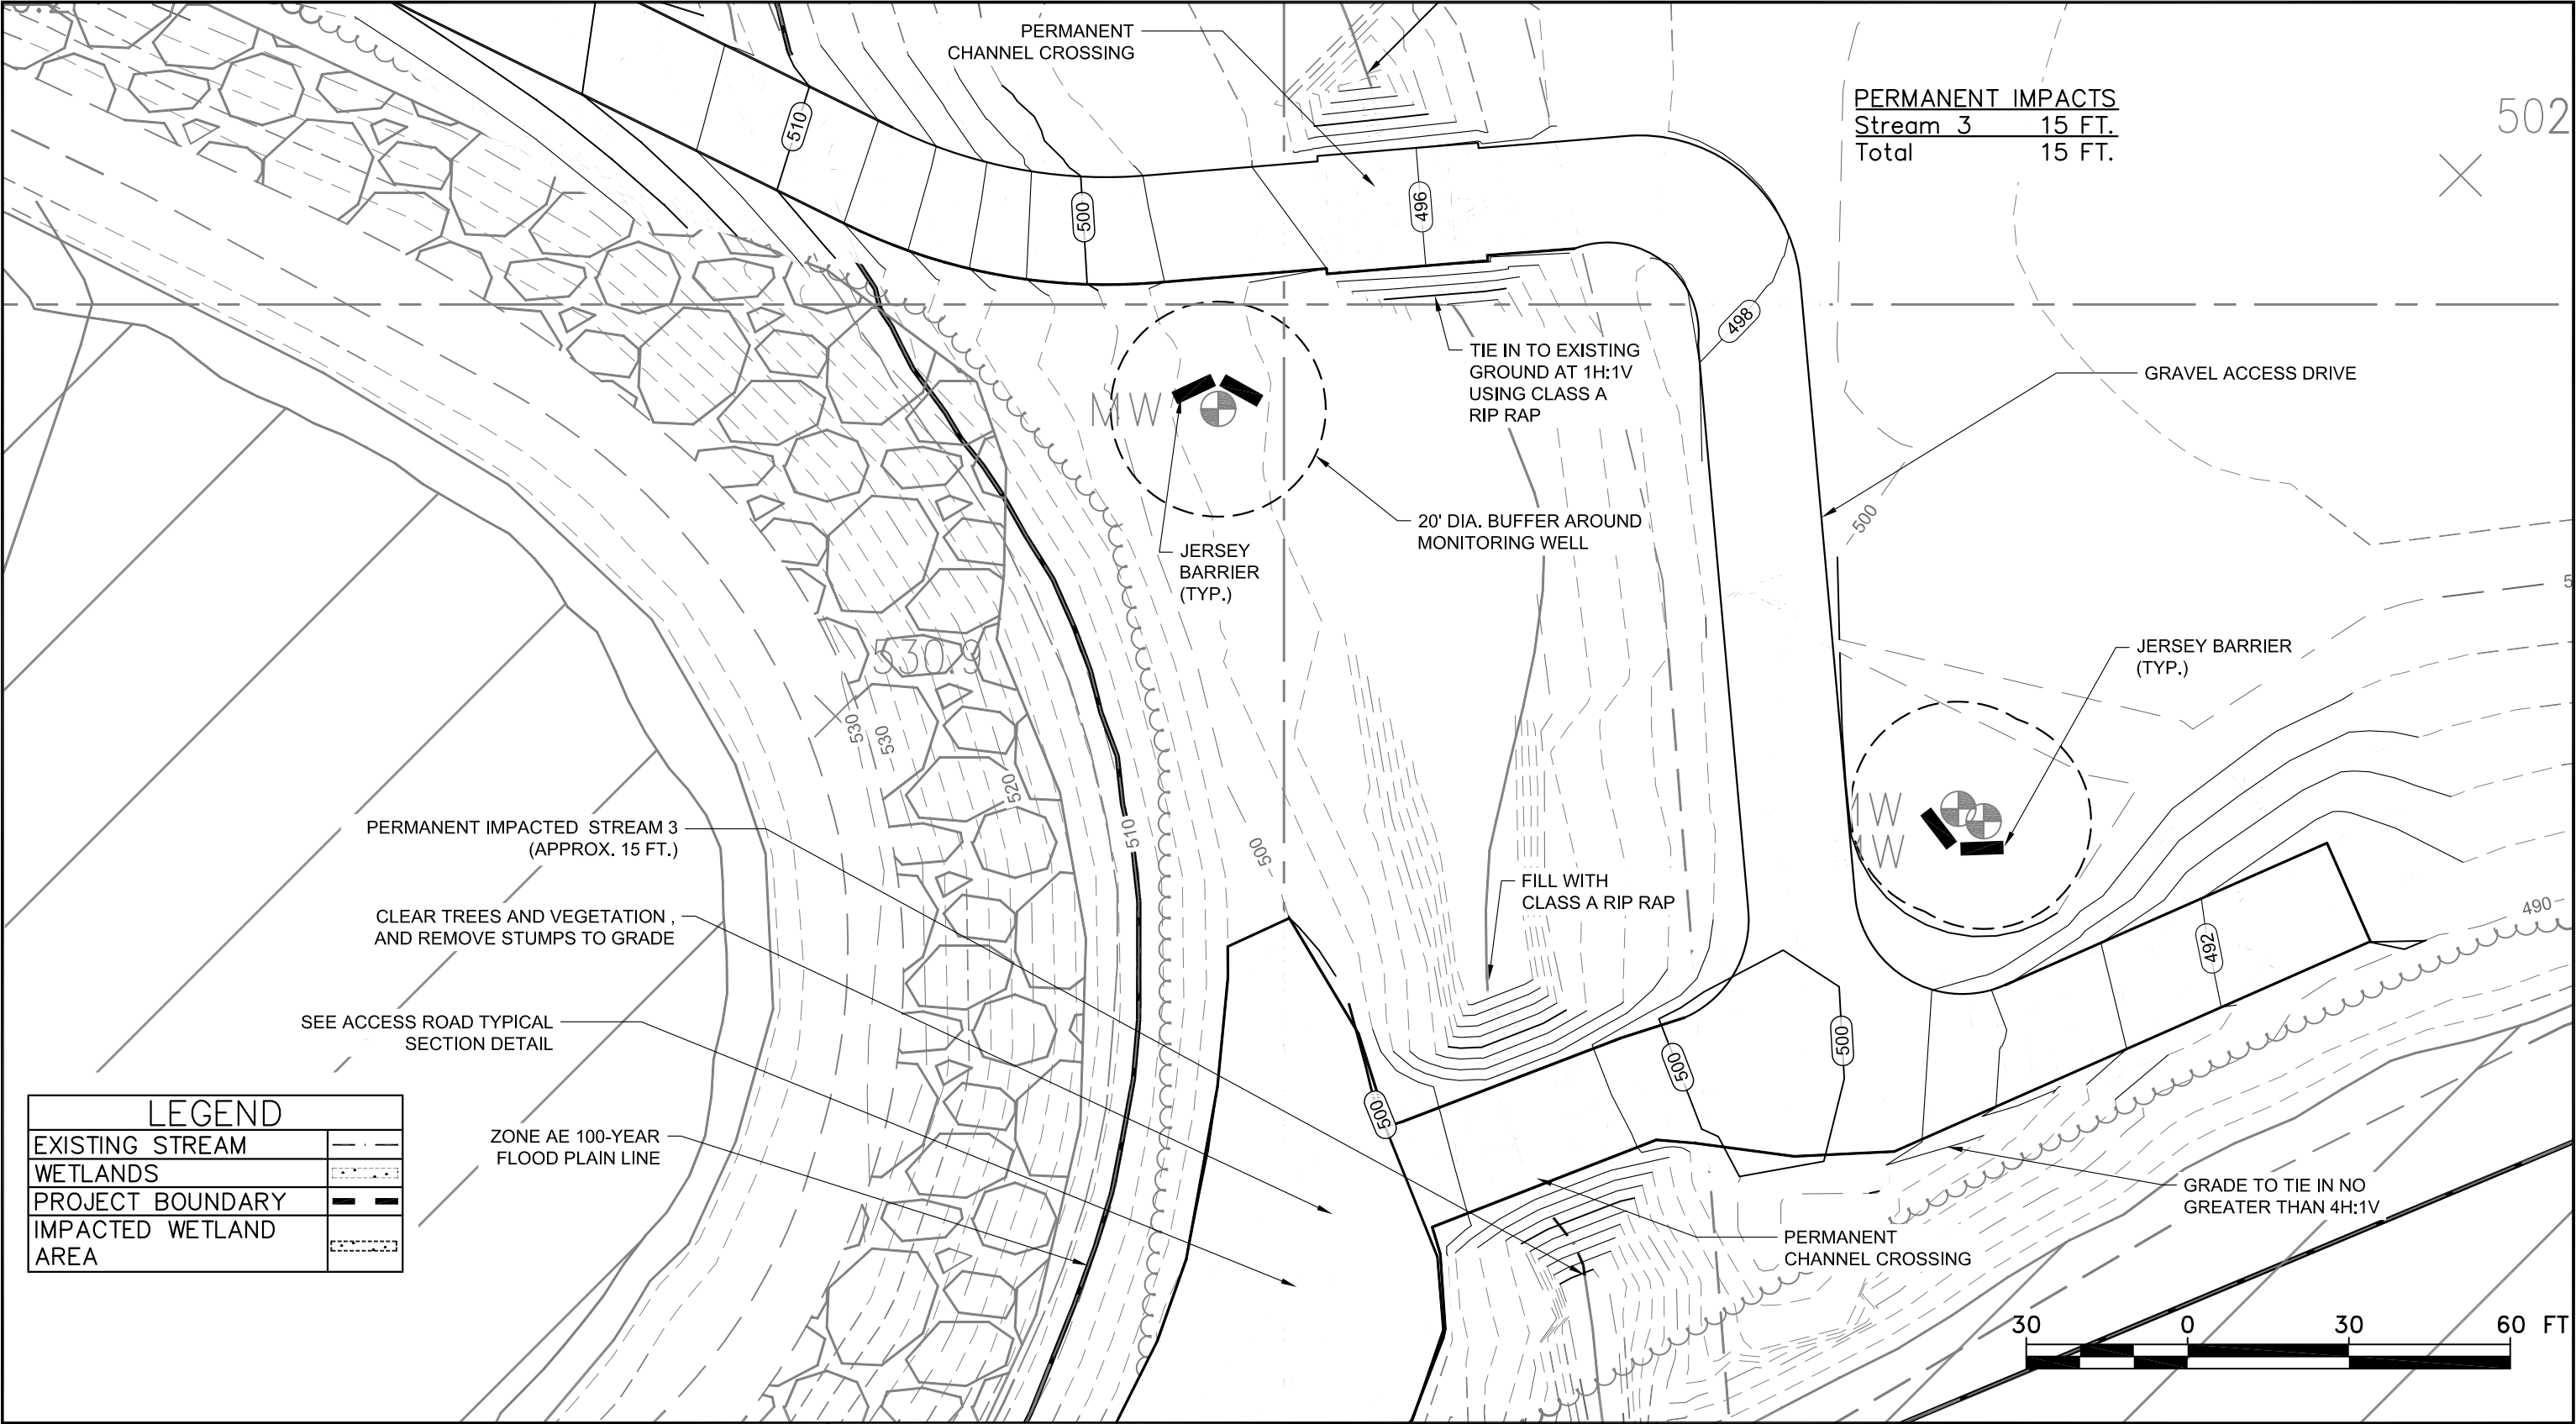 PERMANENT
CHANNEL CROSSING
PERMANENT IMPACTS
Stream 3 15 FT.
Total 15 FT.
502
510
500
496
498
TIE IN TO EXISTING
GROUND AT 1H:1V
USING CLASS A
RIP RAP
GRAVEL ACCESS DRIVE
MW
20' DIA. BUFFER AROUND
MONITORING WELL
500
JERSEY
BARRIER
(TYP.)
5
530.9
JERSEY BARRIER
(TYP.)
530
530
520
510
500
MW
MW
PERMANENT IMPACTED STREAM 3
(APPROX. 15 FT.)
FILL WITH
CLASS A RIP RAP
CLEAR TREES AND VEGETATION ,
AND REMOVE STUMPS TO GRADE
490
492
SEE ACCESS ROAD TYPICAL
SECTION DETAIL
500
500
500
LEGEND
EXISTING STREAM
WETLANDS
PROJECT BOUNDARY
IMPACTED WETLAND
AREA
ZONE AE 100-YEAR
FLOOD PLAIN LINE
GRADE TO TIE IN NO
GREATER THAN 4H:1V
PERMANENT
CHANNEL CROSSING
30 0 30 60 FT